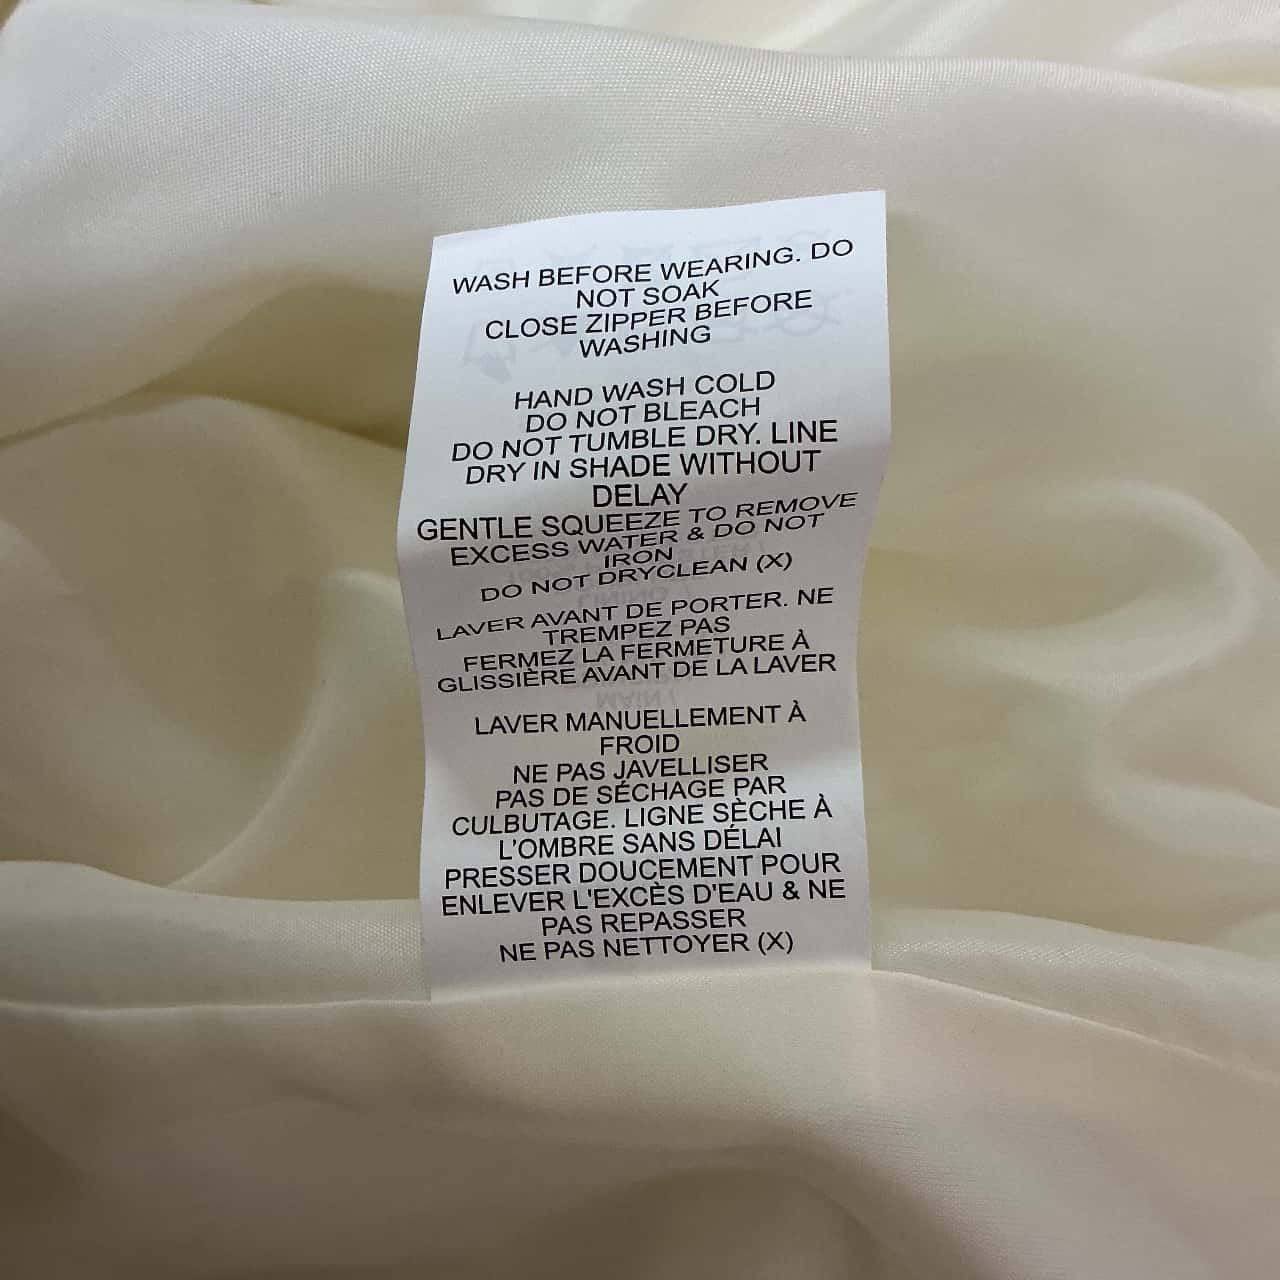 WASH BEFORE WEARING. DO
NOT SOAK
CLOSE ZIPPER BEFORE
WASHING
HAND WASH COLD
DO NOT BLEACH
DO NOT TUMBLE DRY. LINE
DRY IN SHADE WITHOUT
DELAY
GENTLE SQUEEZE TO REMOVE
EXCESS WATER & DO NOT
IRON
DO NOT DRYCLEAN (X)
LAVER AVANT DE PORTER. NE
TREMPEZ PAS
FERMEZ LA FERMETURE À
GLISSIÈRE AVANT DE LA LAVER
LAVER MANUELLEMENT À
FROID
NE PAS JAVELLISER
PAS DE SÉCHAGE PAR
CULBUTAGE. LIGNE SÈCHE À
L'OMBRE SANS DÉLAI
PRESSER DOUCEMENT POUR
ENLEVER L'EXCÈS D'EAU & NE
PAS REPASSER
NE PAS NETTOYER (X)